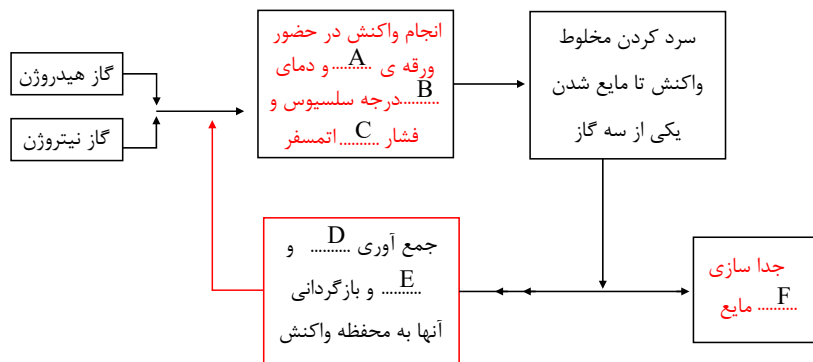 گاز هیدروژن
گاز نیتروژن
انجام واکنش در حضور
ورقه ی ....A.... و دمای
....B....درجه سلسیوس و
فشار ....C.... اتمسفر
سرد کردن مخلوط
واکنش تا مایع شدن
یکی از سه گاز
جمع آوری ....D.... و
....E.... و بازگردانی
آنها به محفظه واکنش
جدا سازی
....F.... مایع